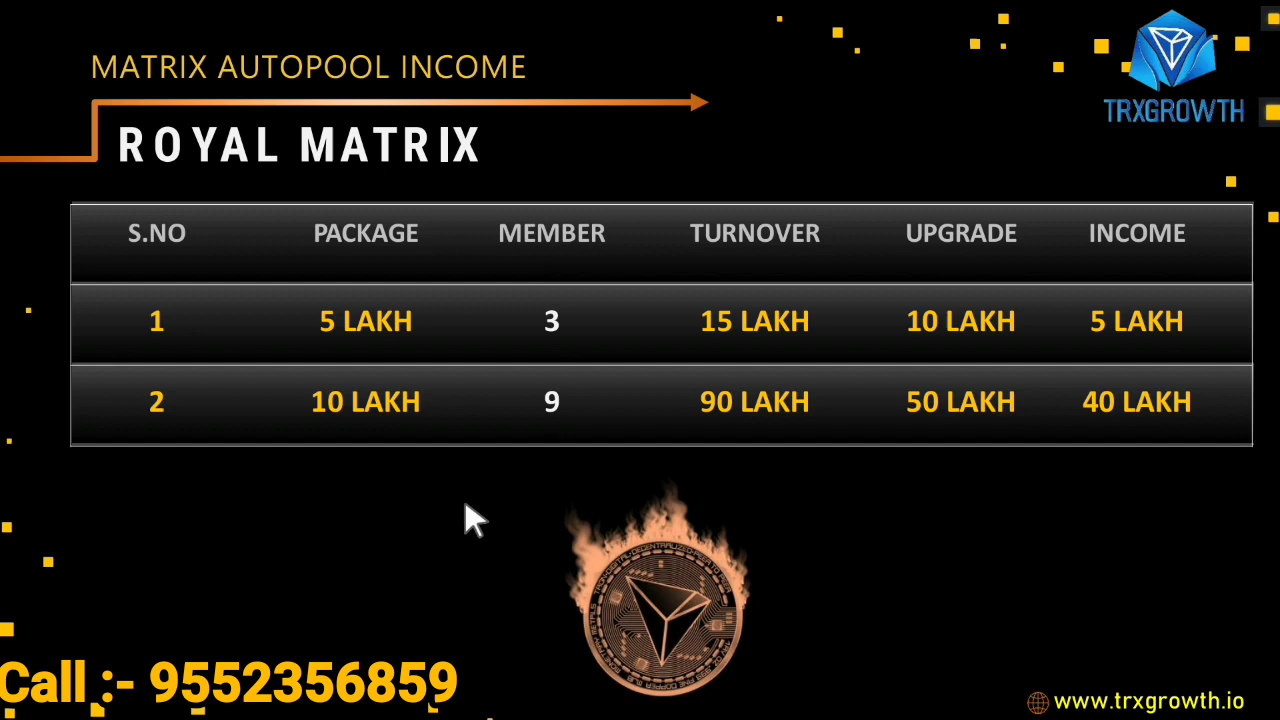 MATRIX AUTOPOOL INCOME
TRXGROWTH
ROYAL MATRIX
S.NO PACKAGE MEMBER TURNOVER UPGRADE INCOME
1 5 LAKH 3 15 LAKH 10 LAKH 5 LAKH
2 10 LAKH 9 90 LAKH 50 LAKH 40 LAKH
Call :- 9552356859
www.trxgrowth.io